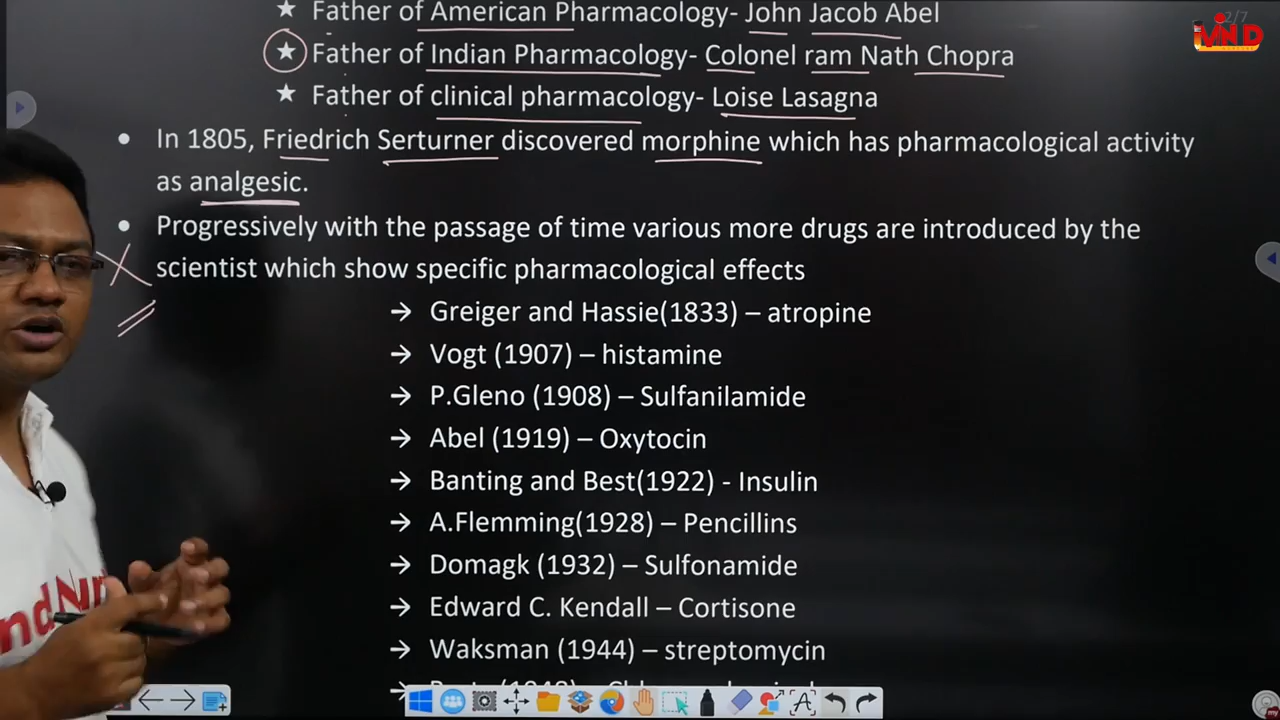 ★ Father of American Pharmacology- John Jacob Abel
★ Father of Indian Pharmacology- Colonel ram Nath Chopra
★ Father of clinical pharmacology- Loise Lasagna
• In 1805, Friedrich Serturner discovered morphine which has pharmacological activity
as analgesic.
• Progressively with the passage of time various more drugs are introduced by the
scientist which show specific pharmacological effects
→ Greiger and Hassie(1833) – atropine
→ Vogt (1907) – histamine
→ P.Gleno (1908) – Sulfanilamide
→ Abel (1919) – Oxytocin
→ Banting and Best(1922) - Insulin
→ A.Flemming(1928) – Pencillins
→ Domagk (1932) – Sulfonamide
→ Edward C. Kendall – Cortisone
→ Waksman (1944) – streptomycin
2/7